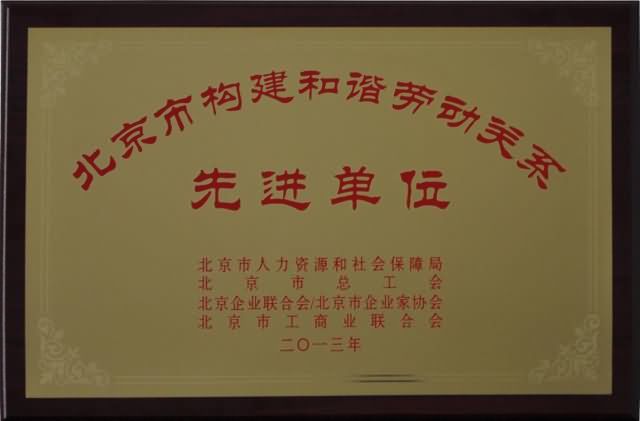 北京市构建和谐劳动关系
先进单位
北京市人力资源和社会保障局
北京市总工会
北京企业联合会/北京市企业家协会
北京市工商业联合会
二〇一三年